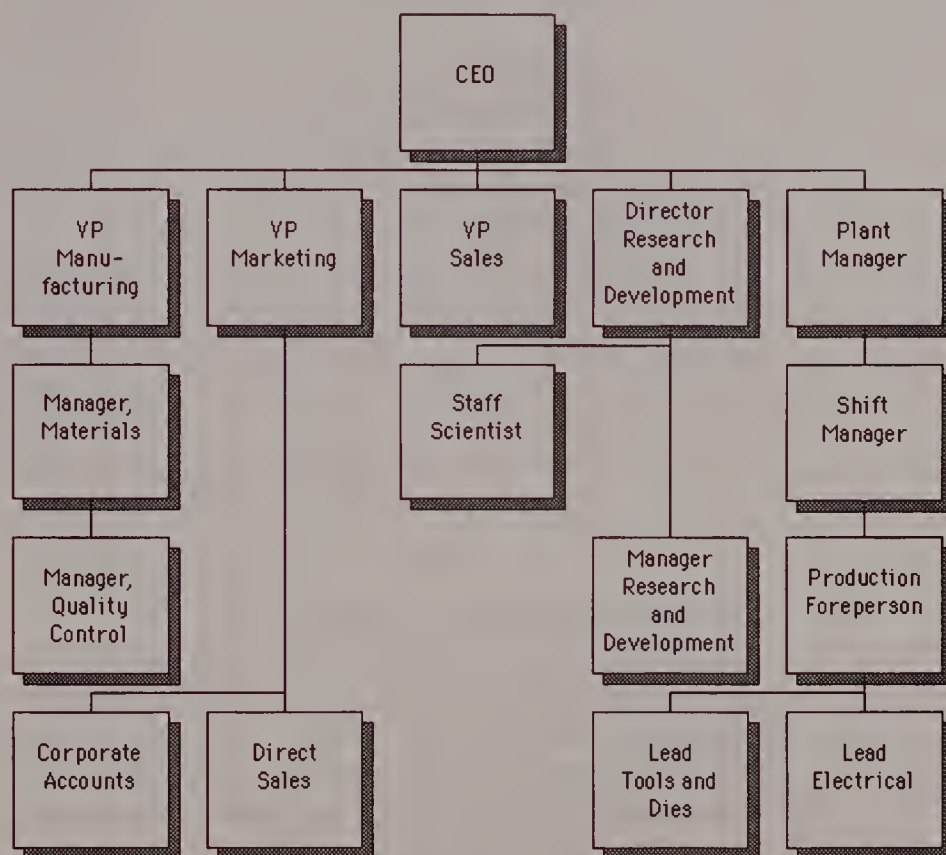 CEO
VP
Manu-
facturing
VP
Marketing
VP
Sales
Director
Research
and
Development
Plant
Manager
Manager,
Materials
Staff
Scientist
Shift
Manager
Manager,
Quality
Control
Manager
Research
and
Development
Production
Foreperson
Corporate
Accounts
Direct
Sales
Lead
Tools and
Dies
Lead
Electrical